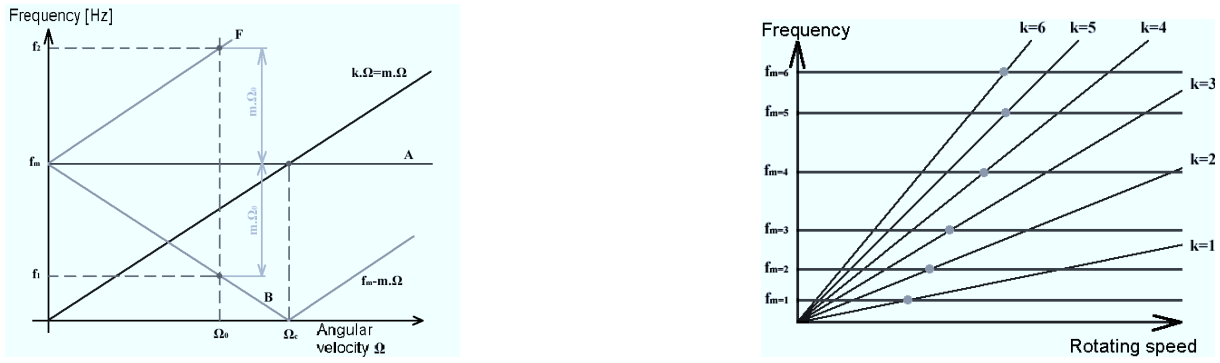 Frequency [Hz]
f₂
F
k.Ω=m.Ω
m.Ω₀
fₘ
A
m.Ω₀
f₁
B
fₘ-m.Ω
Ω₀
Ω꜀
Angular
velocity Ω
Frequency
k=6
k=5
k=4
fₘ₌₆
k=3
fₘ₌₅
fₘ₌₄
k=2
fₘ₌₃
k=1
fₘ₌₂
fₘ₌₁
Rotating speed